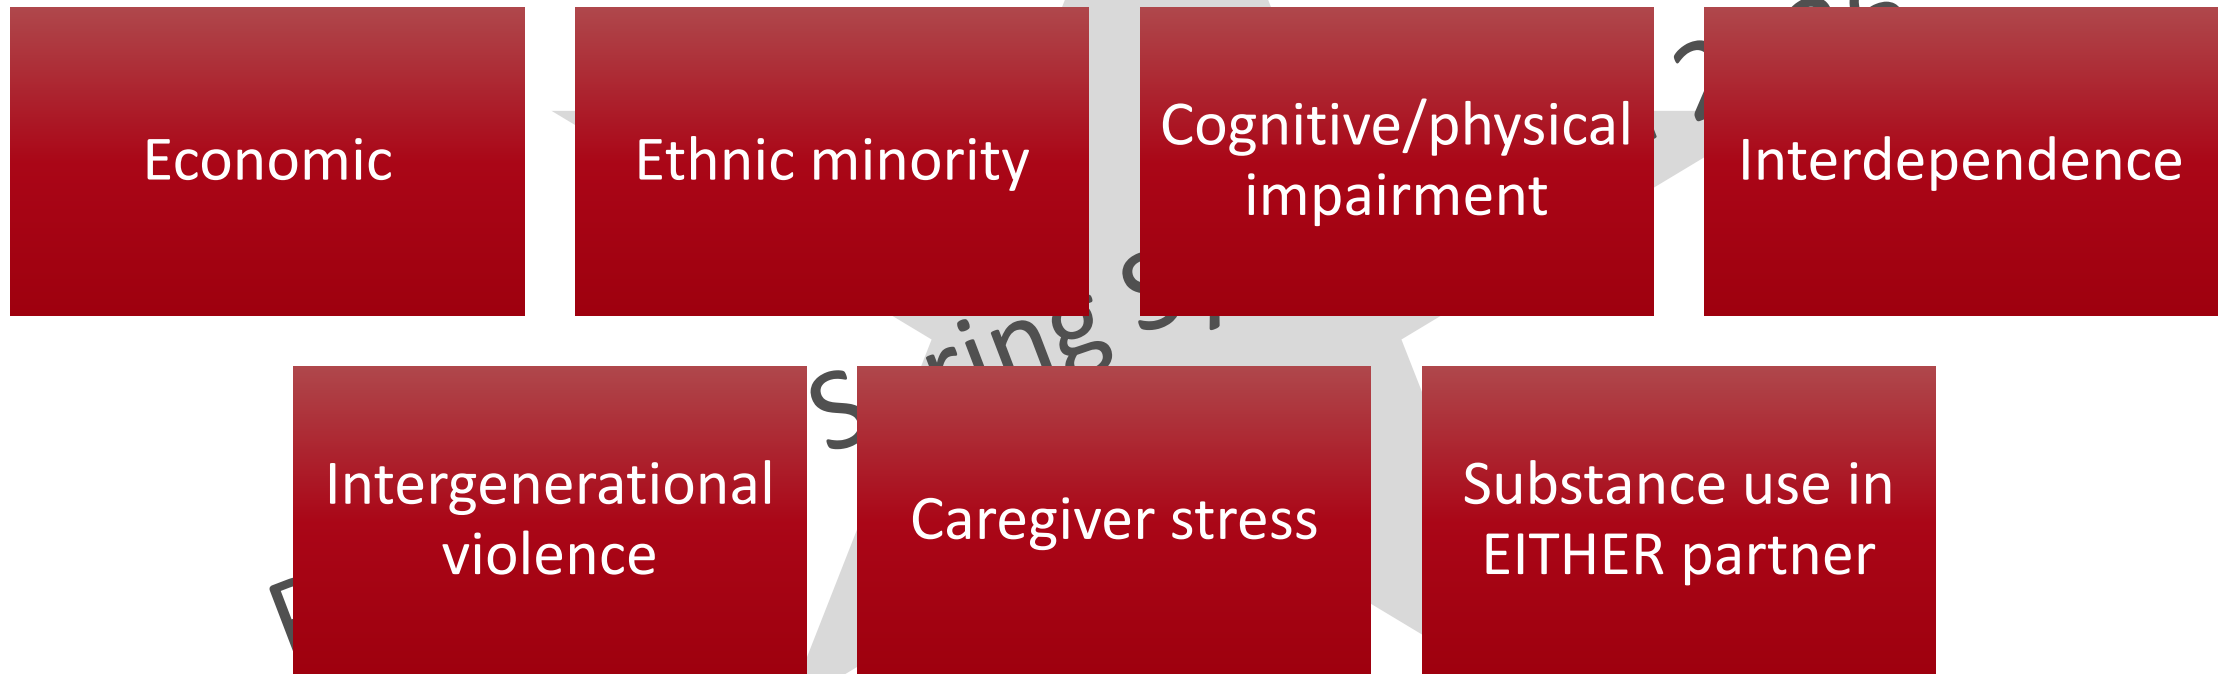 Economic
Ethnic minority
Cognitive/physical
impairment
Interdependence
Intergenerational
violence
Caregiver stress
Substance use in
EITHER partner